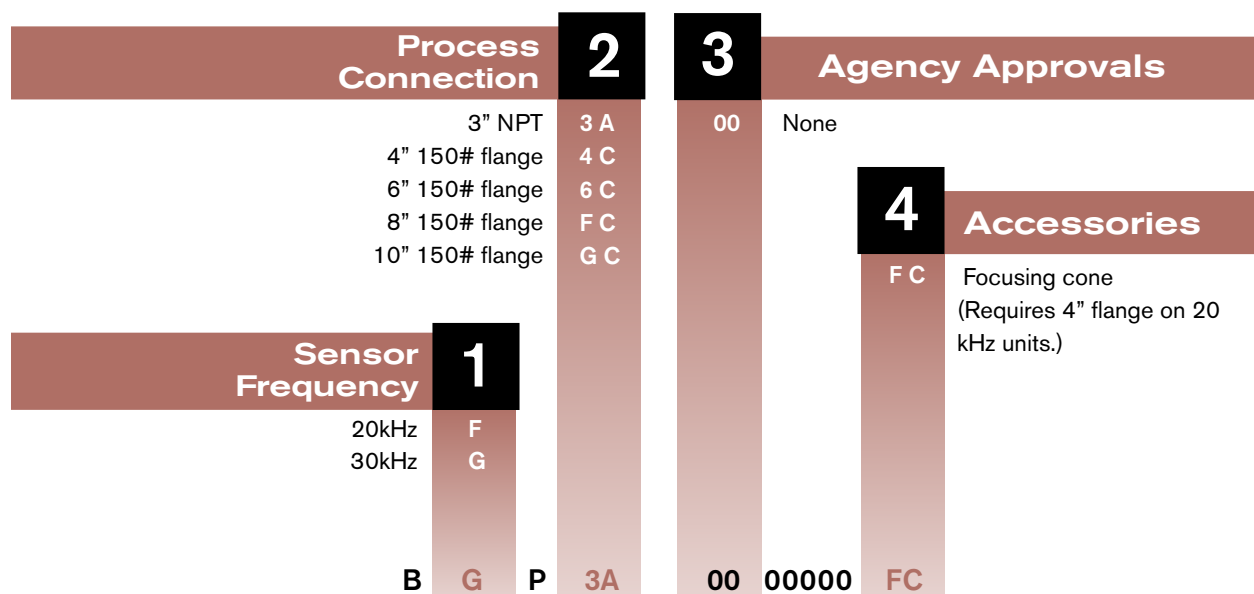 Process
Connection
2
3” NPT 3 A
4” 150# flange 4 C
6” 150# flange 6 C
8” 150# flange F C
10” 150# flange G C
3
Agency Approvals
00 None
4
Accessories
F C Focusing cone
(Requires 4” flange on 20
kHz units.)
Sensor
Frequency
1
20kHz F
30kHz G
B G P 3A 00 00000 FC